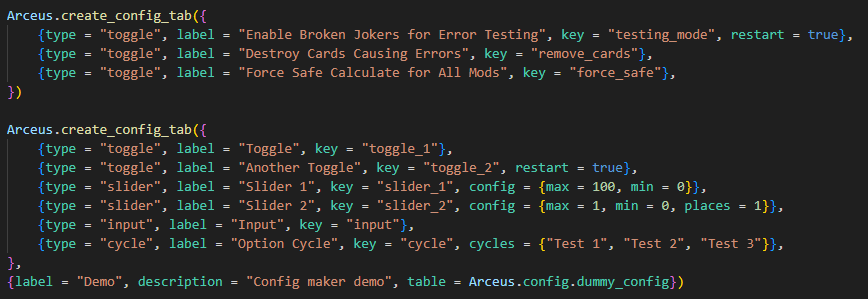 Arceus.create_config_tab({
    {type = "toggle", label = "Enable Broken Jokers for Error Testing", key = "testing_mode", restart = true},
    {type = "toggle", label = "Destroy Cards Causing Errors", key = "remove_cards"},
    {type = "toggle", label = "Force Safe Calculate for All Mods", key = "force_safe"},
})

Arceus.create_config_tab({
    {type = "toggle", label = "Toggle", key = "toggle_1"},
    {type = "toggle", label = "Another Toggle", key = "toggle_2", restart = true},
    {type = "slider", label = "Slider 1", key = "slider_1", config = {max = 100, min = 0}},
    {type = "slider", label = "Slider 2", key = "slider_2", config = {max = 1, min = 0, places = 1}},
    {type = "input", label = "Input", key = "input"},
    {type = "cycle", label = "Option Cycle", key = "cycle", cycles = {"Test 1", "Test 2", "Test 3"}},
},
{label = "Demo", description = "Config maker demo", table = Arceus.config.dummy_config})